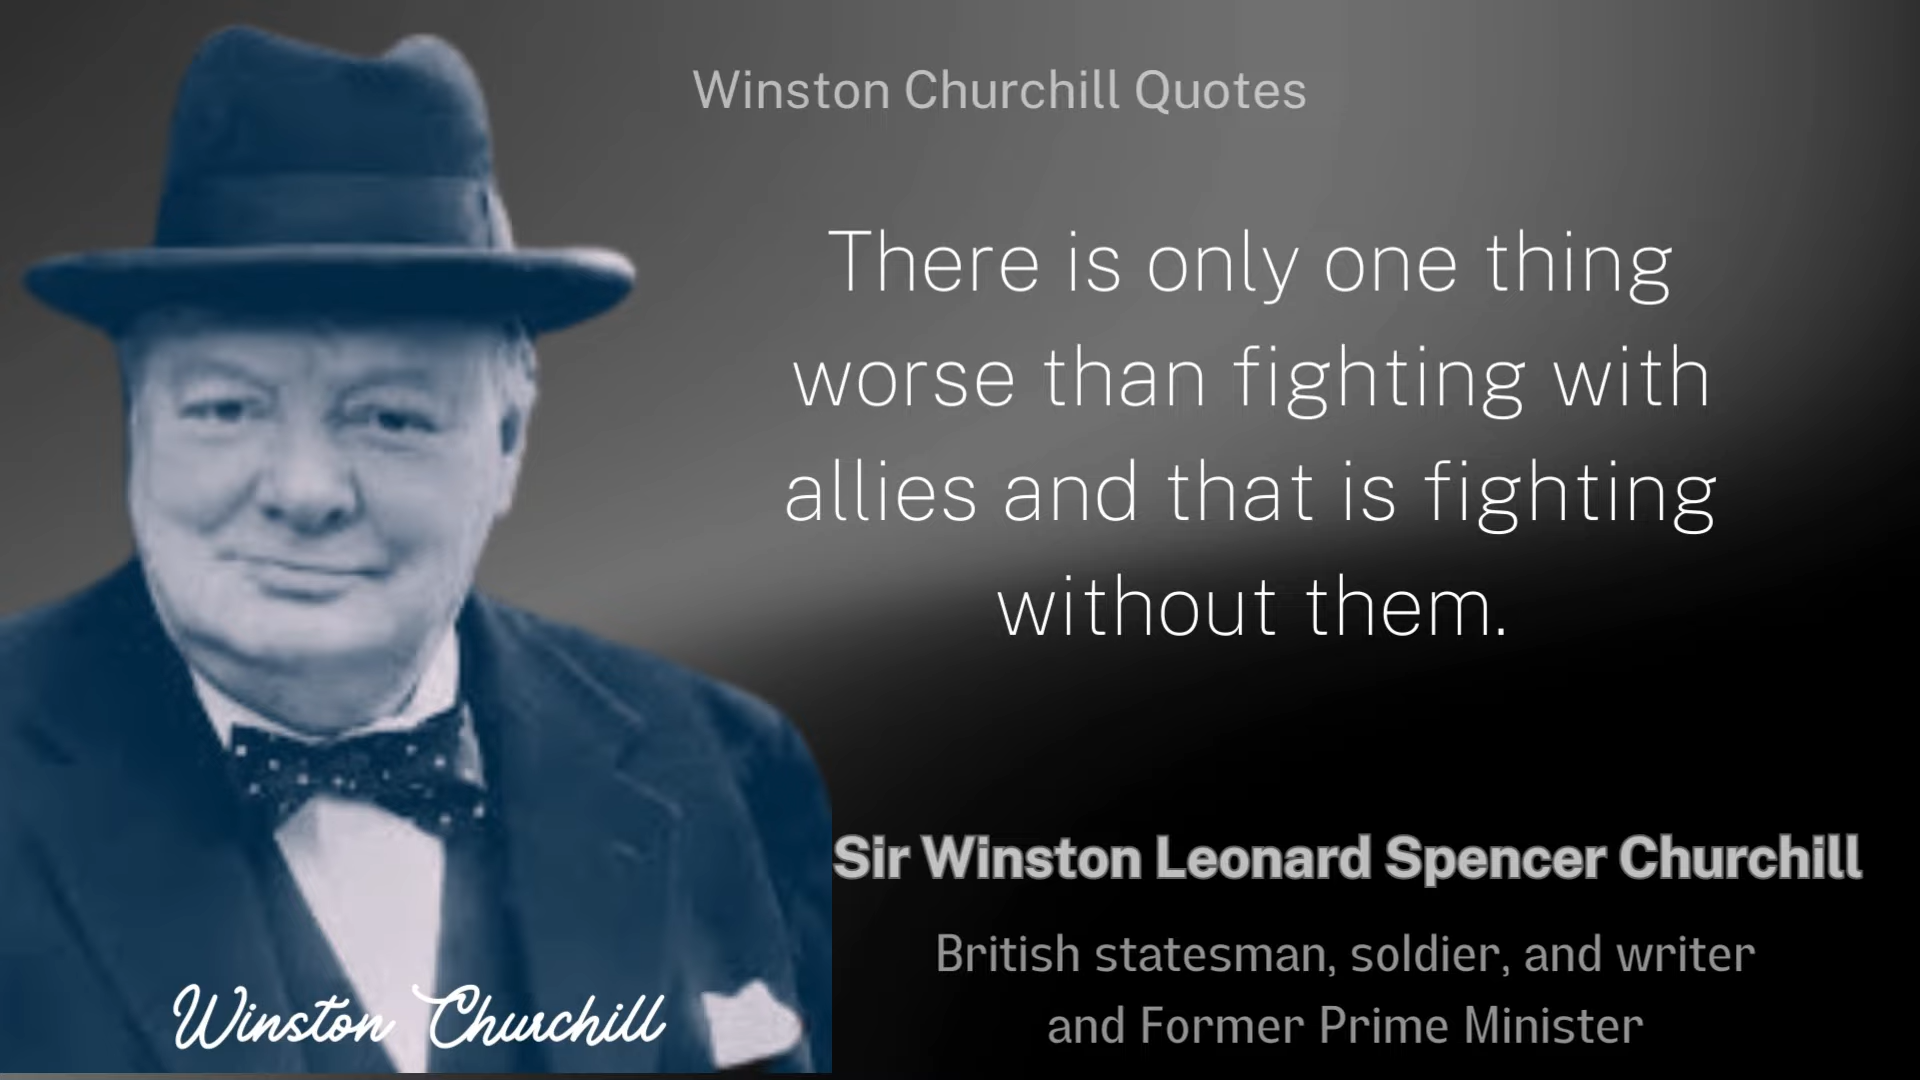 Winston Churchill Quotes
There is only one thing
worse than fighting with
allies and that is fighting
without them.
Sir Winston Leonard Spencer Churchill
British statesman, soldier, and writer
and Former Prime Minister
Winston Churchill